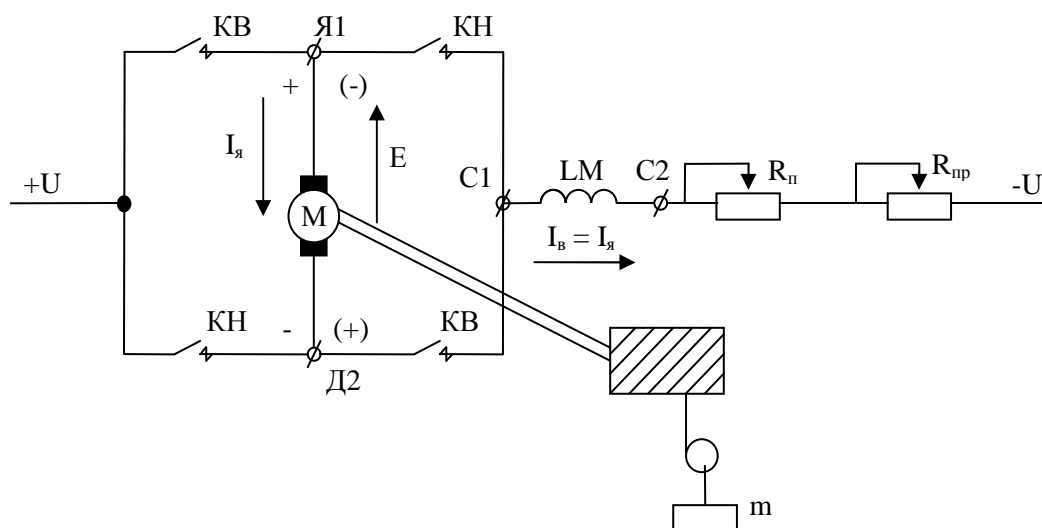 КВ
Я1
КН
+
(-)
Iя
E
+U
M
C1
LM
C2
Rп
Rпр
-U
Iв = Iя
КН
-
(+)
КВ
Д2
m